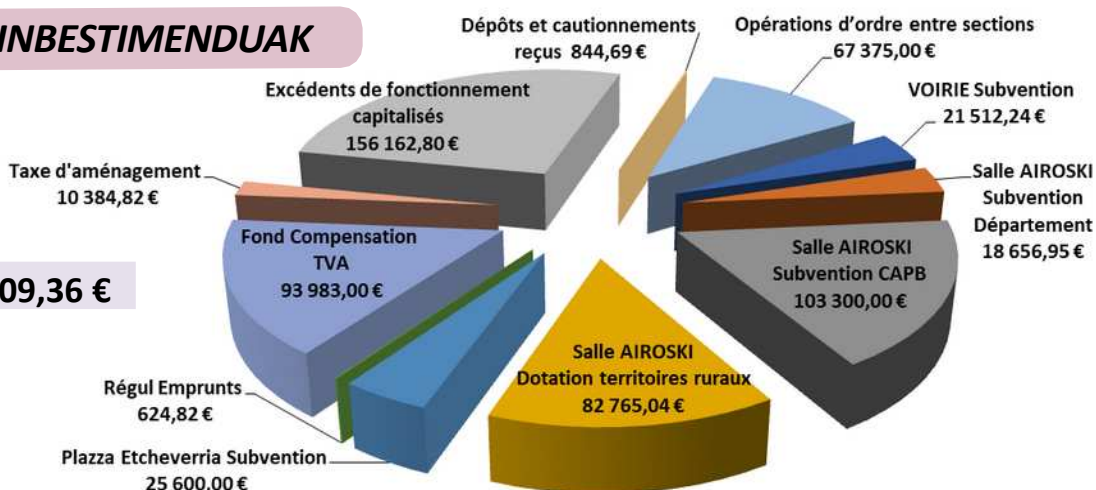 INBESTIMENDUAK
Dépôts et cautionnements
reçus 844,69 €
Opérations d’ordre entre sections
67 375,00 €
Excédents de fonctionnement
capitalisés
156 162,80 €
VOIRIE Subvention
21 512,24 €
Taxe d'aménagement
10 384,82 €
Salle AIROSKI
Subvention
Département
18 656,95 €
Fond Compensation
TVA
93 983,00 €
Salle AIROSKI
Subvention CAPB
103 300,00 €
09,36 €
Salle AIROSKI
Dotation territoires ruraux
82 765,04 €
Régul Emprunts
624,82 €
Plazza Etcheverria Subvention
25 600,00 €